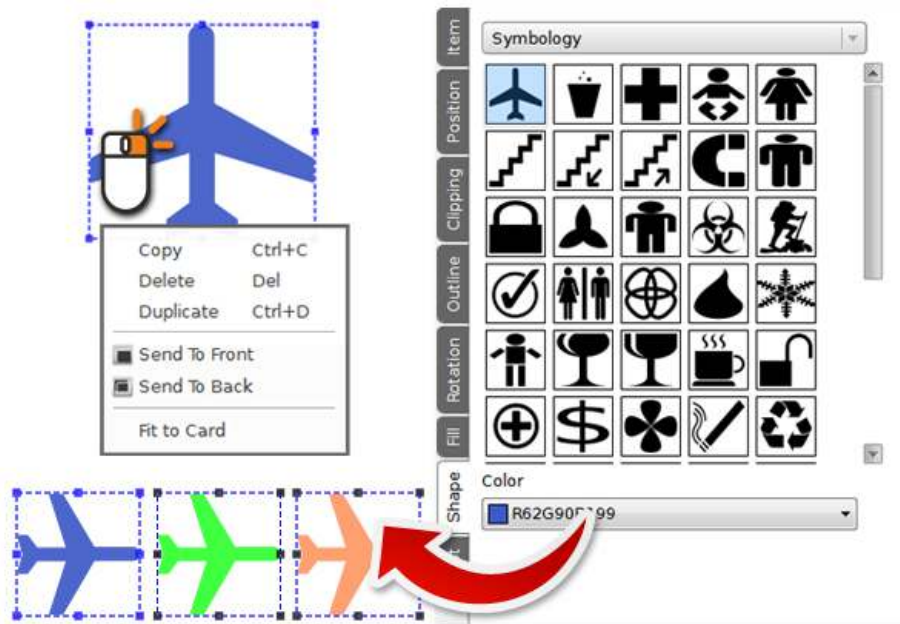 Symbology
Item
Position
Clipping
Outline
Rotation
Fill
Shape
Copy Ctrl+C
Delete Del
Duplicate Ctrl+D
Send To Front
Send To Back
Fit to Card
Color